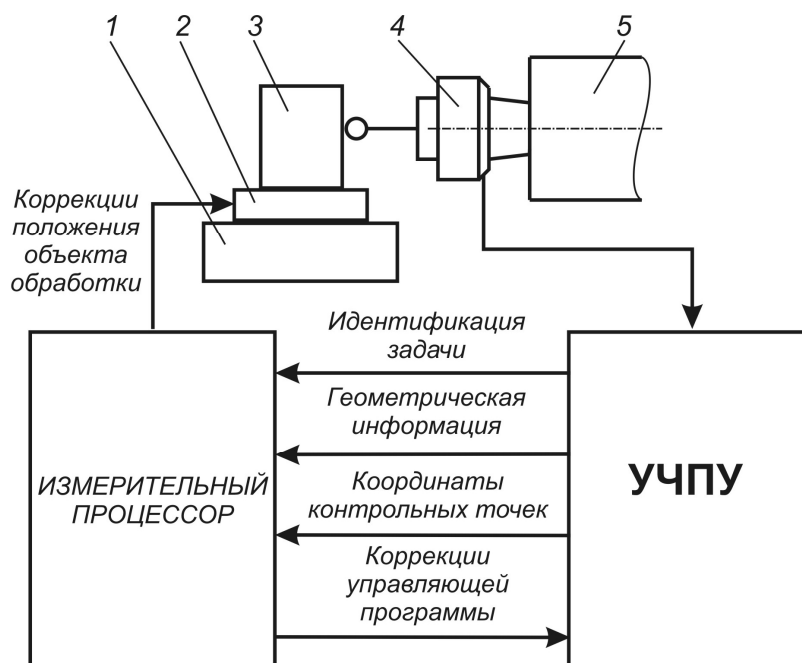 1
2
3
4
5
Коррекции
положения
объекта
обработки
Идентификация
задачи
Геометрическая
информация
Координаты
контрольных точек
Коррекции
управляющей
программы
ИЗМЕРИТЕЛЬНЫЙ
ПРОЦЕССОР
УЧПУ